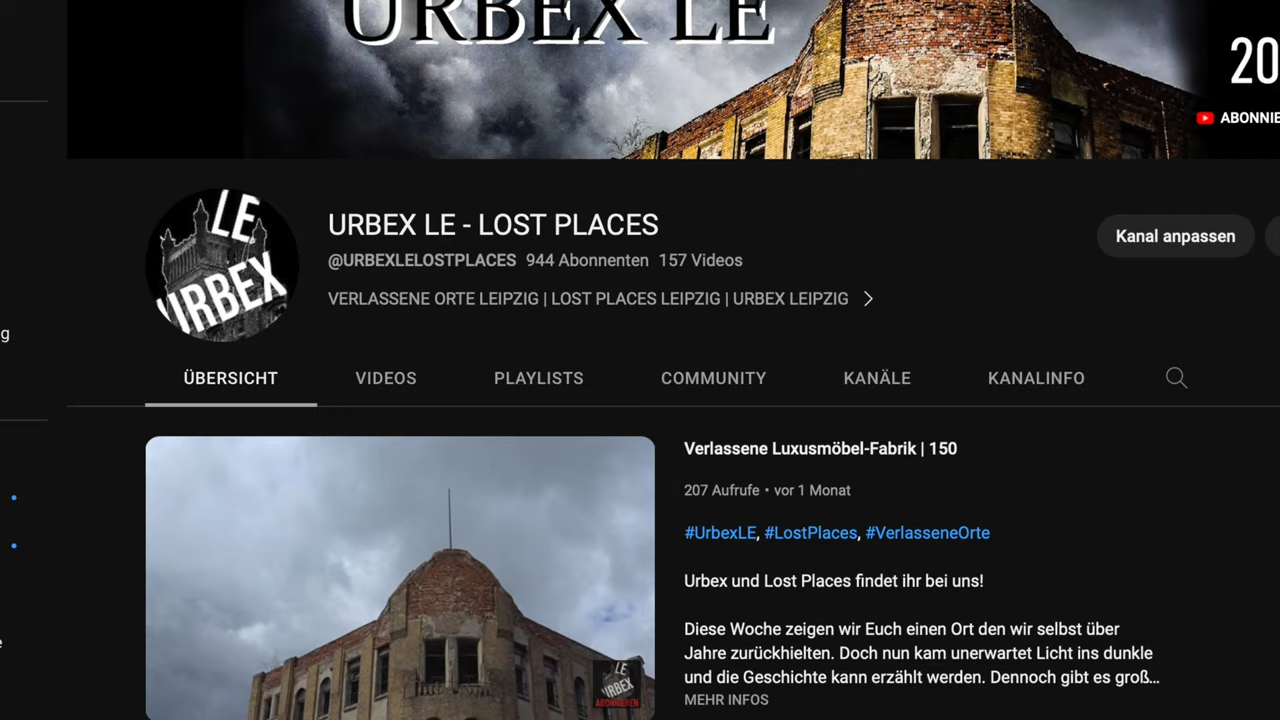 URBEX LE
20
ABONNIE
LE
URBEX
URBEX LE - LOST PLACES
Kanal anpassen
@URBEXLELOSTPLACES 944 Abonnenten 157 Videos
VERLASSENE ORTE LEIPZIG | LOST PLACES LEIPZIG | URBEX LEIPZIG
g
ÜBERSICHT VIDEOS PLAYLISTS COMMUNITY KANÄLE KANALINFO
Verlassene Luxusmöbel-Fabrik | 150
207 Aufrufe • vor 1 Monat
#UrbexLE, #LostPlaces, #VerlasseneOrte
Urbex und Lost Places findet ihr bei uns!
Diese Woche zeigen wir Euch einen Ort den wir selbst über
Jahre zurückhielten. Doch nun kam unerwartet Licht ins dunkle
und die Geschichte kann erzählt werden. Dennoch gibt es groß...
MEHR INFOS
e
LE
URBEX
ABONNIEREN